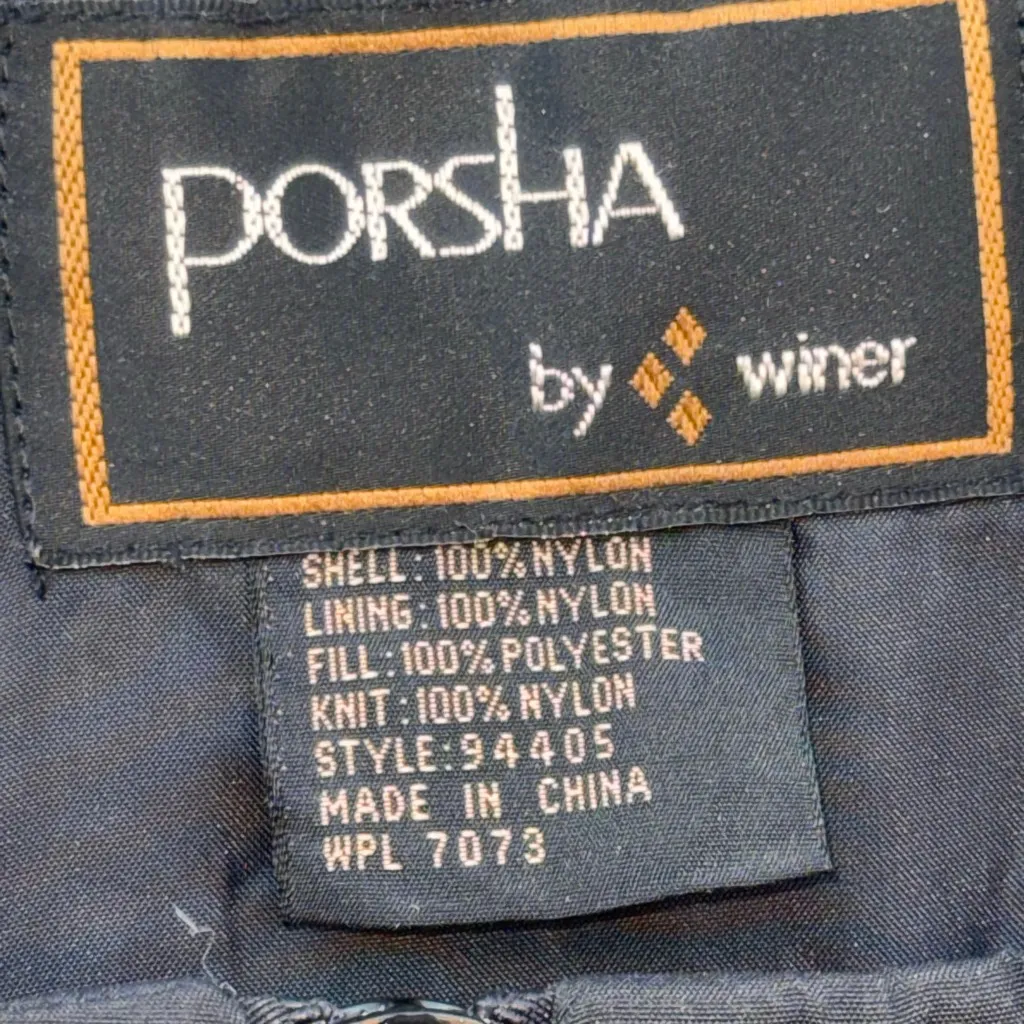 PORSHA
by winer
SHELL: 100% NYLON
LINING: 100% NYLON
FILL: 100% POLYESTER
KNIT: 100% NYLON
STYLE: 94405
MADE IN CHINA
WPL 7073